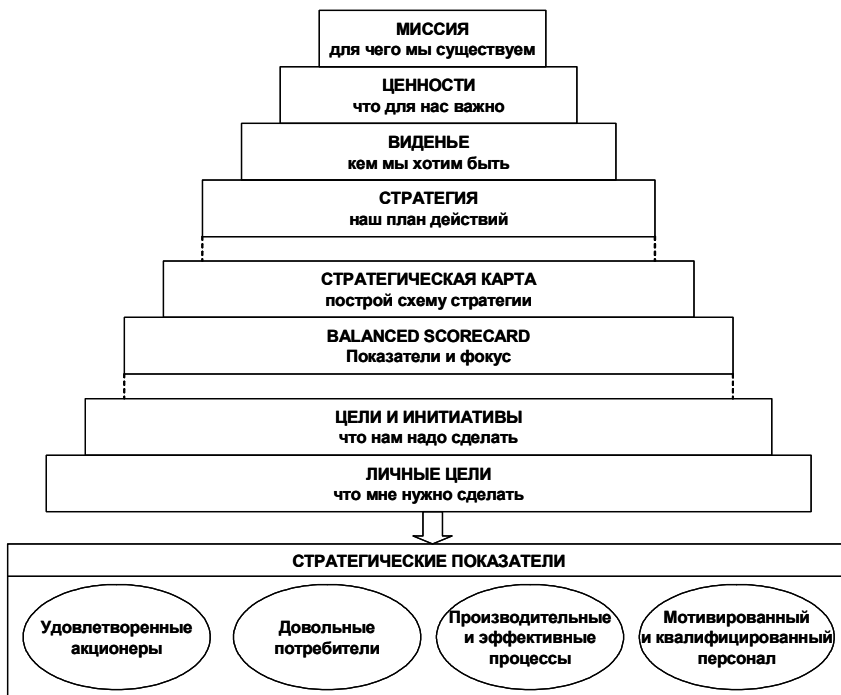 МИССИЯ
для чего мы существуем
ЦЕННОСТИ
что для нас важно
ВИДЕНЬЕ
кем мы хотим быть
СТРАТЕГИЯ
наш план действий
СТРАТЕГИЧЕСКАЯ КАРТА
построй схему стратегии
BALANCED SCORECARD
Показатели и фокус
ЦЕЛИ И ИНИТИАТИВЫ
что нам надо сделать
ЛИЧНЫЕ ЦЕЛИ
что мне нужно сделать
СТРАТЕГИЧЕСКИЕ ПОКАЗАТЕЛИ
Удовлетворенные
акционеры
Довольные
потребители
Производительные
и эффективные
процессы
Мотивированный
и квалифицированный
персонал